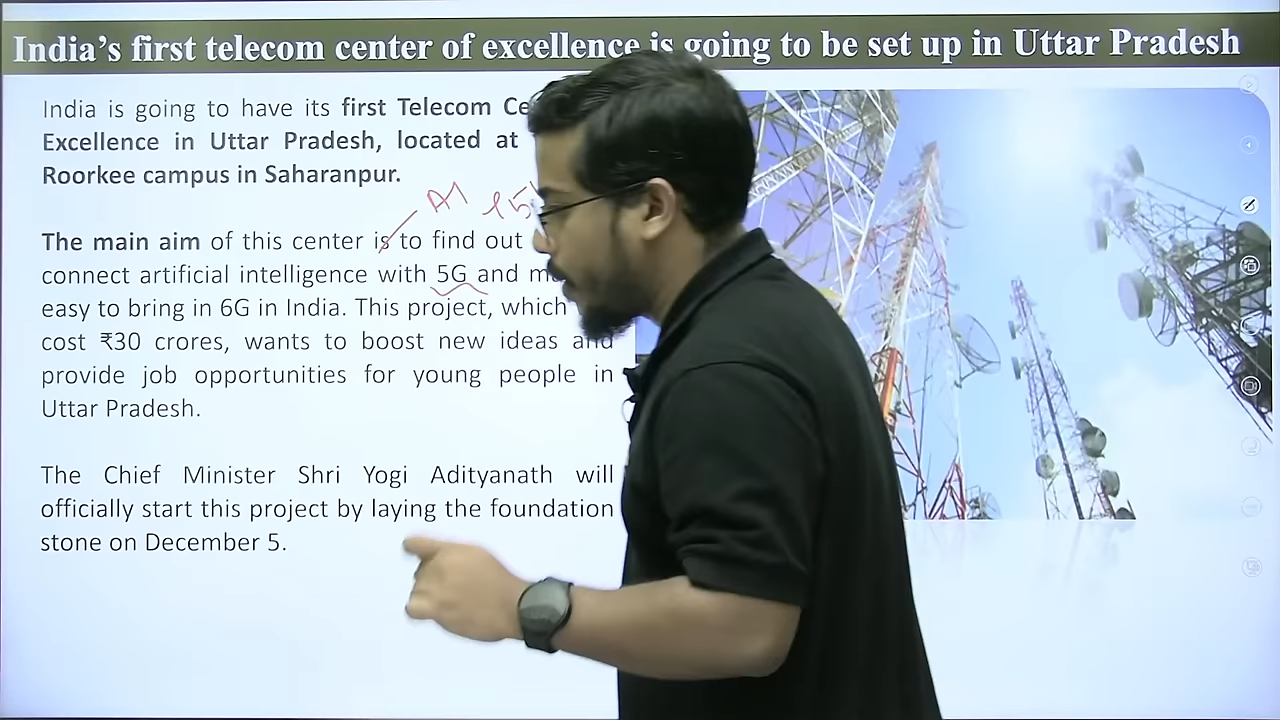 India's first telecom center of excellence is going to be set up in Uttar Pradesh
India is going to have its first Telecom
Excellence in Uttar Pradesh, located at
Roorkee campus in Saharanpur.
AI
The main aim of this center is to find out
connect artificial intelligence with 5G and
easy to bring in 6G in India. This project, which
cost ₹30 crores, wants to boost new ideas and
provide job opportunities for young people in
Uttar Pradesh.
The Chief Minister Shri Yogi Adityanath will
officially start this project by laying the foundation
stone on December 5.